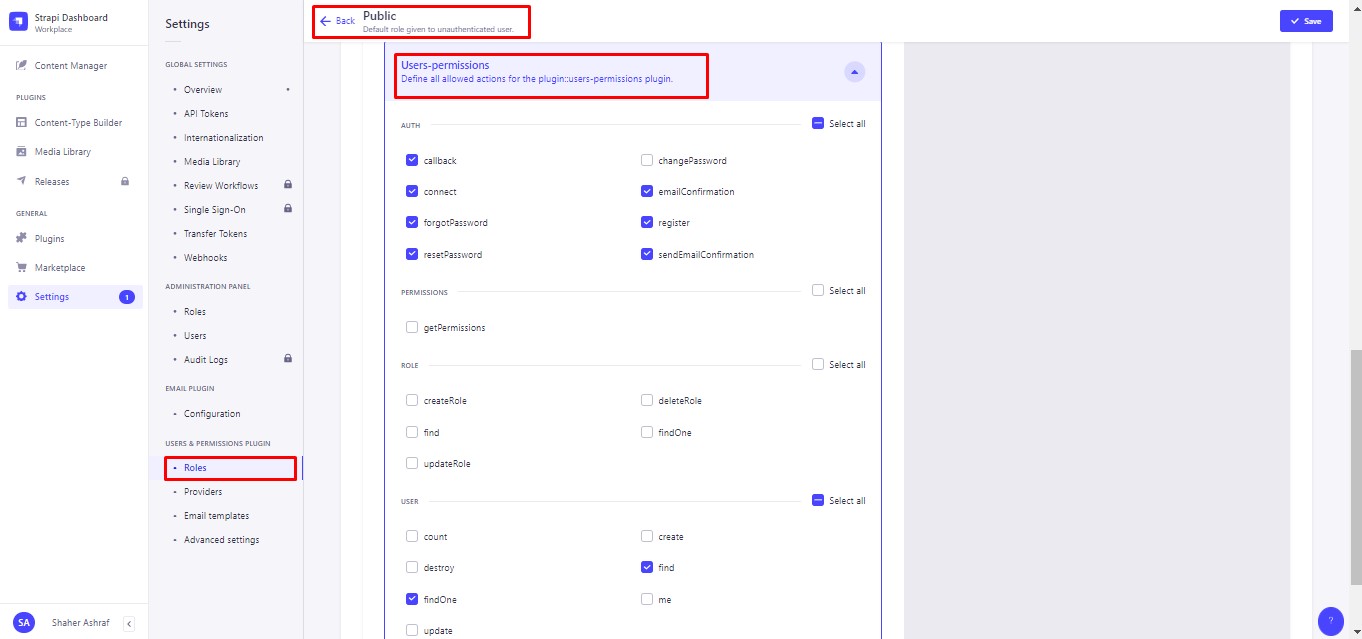 Strapi Dashboard
Workplace
Content Manager
PLUGINS
Content-Type Builder
Media Library
Releases
GENERAL
Plugins
Marketplace
Settings 1
SA Shaher Ashraf
Settings
GLOBAL SETTINGS
Overview
API Tokens
Internationalization
Media Library
Review Workflows
Single Sign-On
Transfer Tokens
Webhooks
ADMINISTRATION PANEL
Roles
Users
Audit Logs
EMAIL PLUGIN
Configuration
USERS & PERMISSIONS PLUGIN
Roles
Providers
Email templates
Advanced settings
Back Public
Default role given to unauthenticated user.
Save
Users-permissions
Define all allowed actions for the plugin::users-permissions plugin.
AUTH Select all
callback changePassword
connect emailConfirmation
forgotPassword register
resetPassword sendEmailConfirmation
PERMISSIONS Select all
getPermissions
ROLE Select all
createRole deleteRole
find findOne
updateRole
USER Select all
count create
destroy find
findOne me
update
?